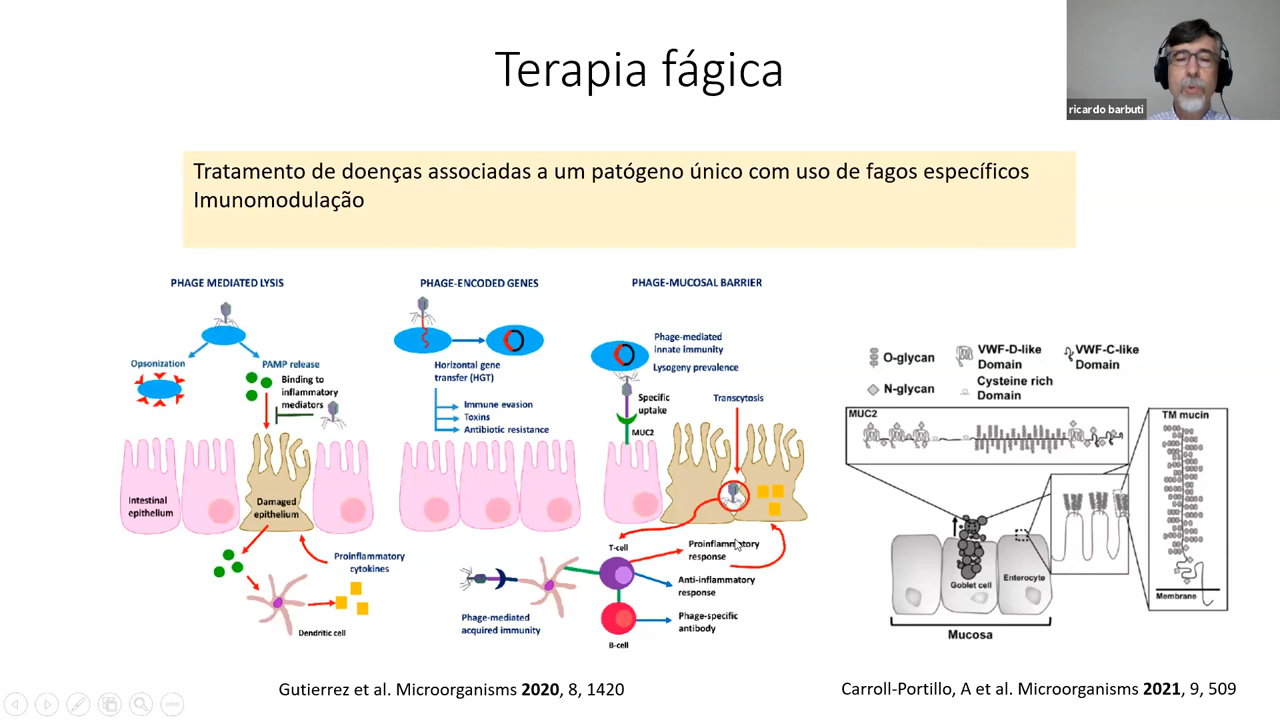 Terapia fágica
ricardo barbuti
Tratamento de doenças associadas a um patógeno único com uso de fagos específicos
Imunomodulação
PHAGE MEDIATED LYSIS
Opsonization
PAMP release
Binding to
inflammatory
mediators
Intestinal
epithelium
Damaged
epithelium
Proinflammatory
cytokines
Dendritic cell
PHAGE-ENCODED GENES
Horizontal gene
transfer (HGT)
Immune evasion
Toxins
Antibiotic resistance
PHAGE-MUCOSAL BARRIER
Phage-mediated
Innate immunity
Lysogeny prevalence
Specific
uptake
MUC2
Transcytosis
T-cell
Proinflammatory
response
Anti-inflammatory
response
Phage-specific
antibody
Phage-mediated
acquired immunity
B-cell
O-glycan
N-glycan
VWF-D-like
Domain
Cysteine rich
Domain
VWF-C-like
Domain
MUC2
TM mucin
Goblet cell
Enterocyte
Membrane
Mucosa
Gutierrez et al. Microorganisms 2020, 8, 1420
Carroll-Portillo, A et al. Microorganisms 2021, 9, 509